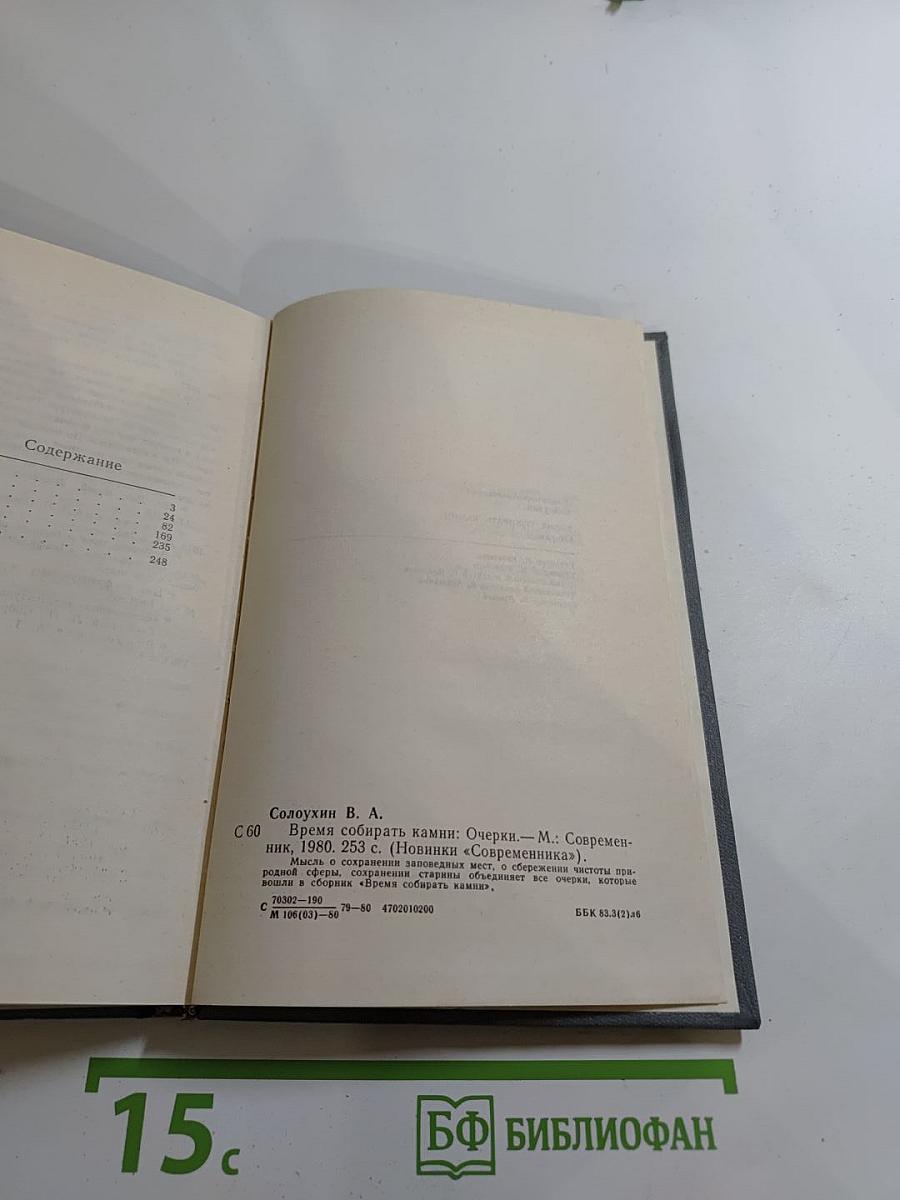 Содержание
3
24
82
169
235
248
Солоухин В. А.
С 60 Время собирать камни: Очерки.— М.: Современ-
ник, 1980. 253 с. (Новинки «Современника»).
Мысль о сохранении заповедных мест, о сбережении чистоты при-
родной сферы, сохранении старины объединяет все очерки, которые
вошли в сборник «Время собирать камни».
С 70302—190
М 106(03)—80 79—80 4702010200 ББК 83.3(2)л6
15 с
БФ БИБЛИОФАН